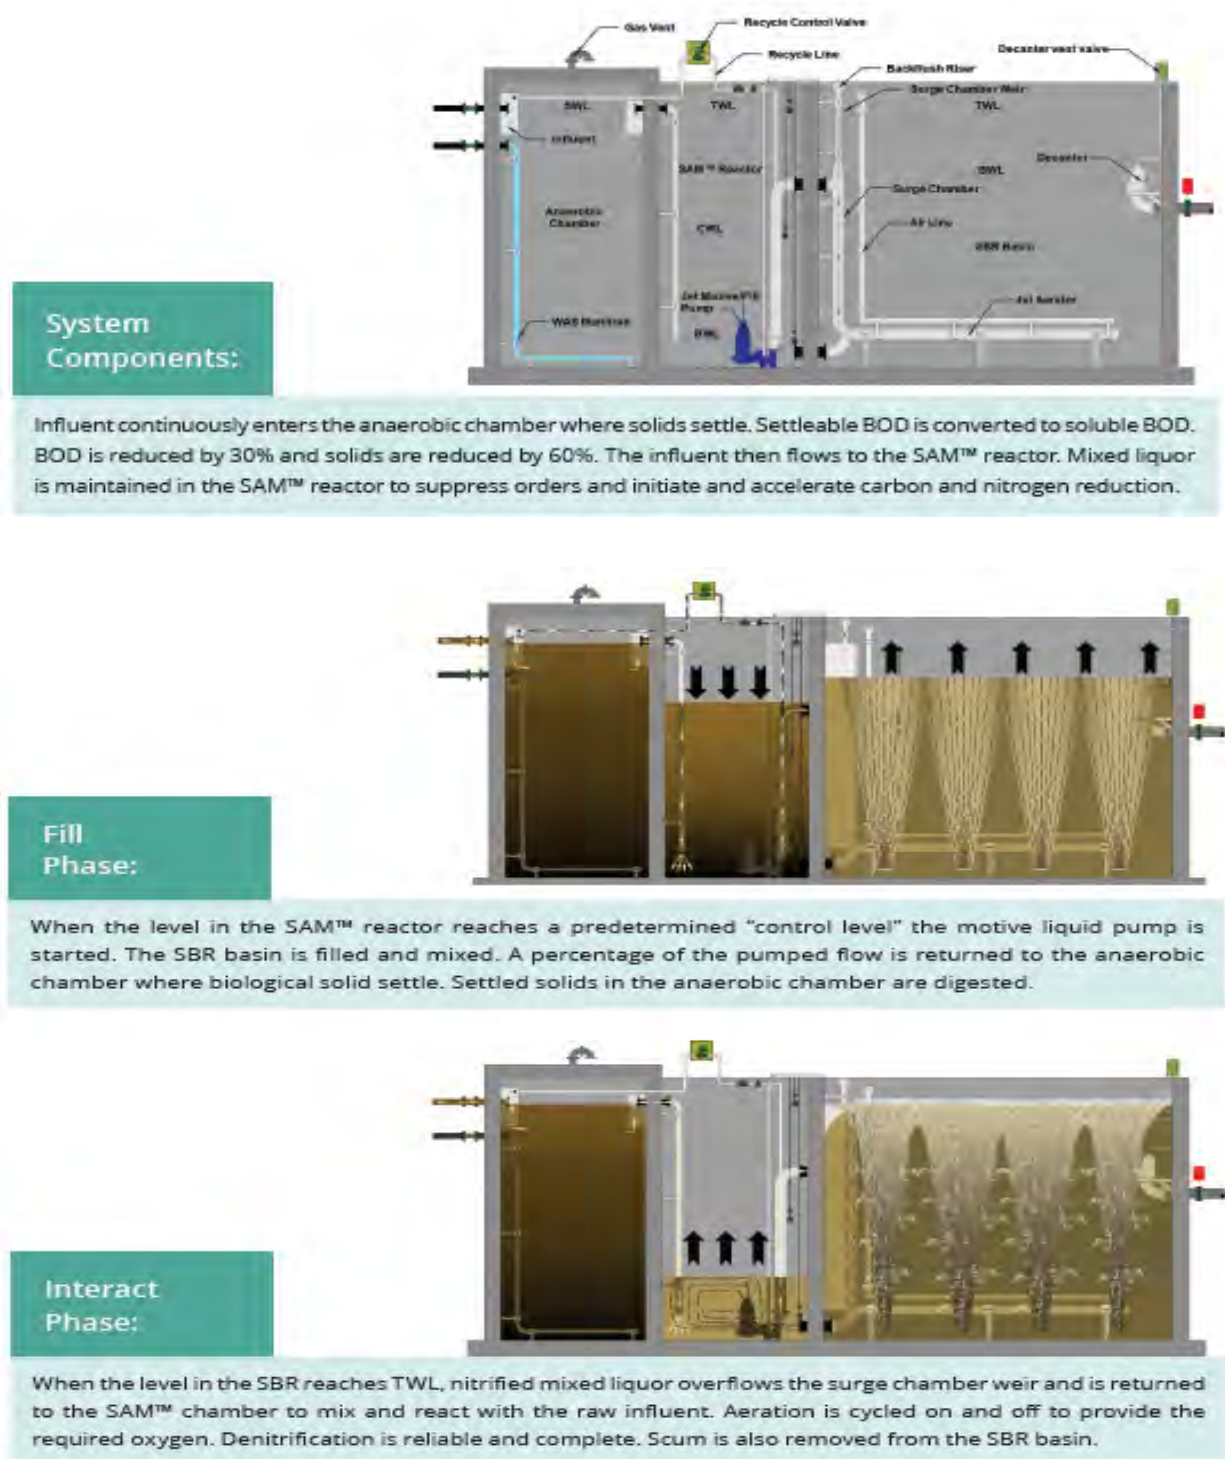 Gas Vent
Recycle Control Valve
Recycle Line
Decanter vent valve
Backflush Riser
Surge Chamber Weir
BWL
TWL
TWL
Influent
Decanter
SAM™ Reactor
BWL
Surge Chamber
Anaerobic
Chamber
CWL
Air Line
SBR Basin
Jet Motive/FIB
Pump
Jet Aerator
WAS Manifold
BWL
System
Components:
Influent continuously enters the anaerobic chamber where solids settle. Settleable BOD is converted to soluble BOD.
BOD is reduced by 30% and solids are reduced by 60%. The influent then flows to the SAM™ reactor. Mixed liquor
is maintained in the SAM™ reactor to suppress orders and initiate and accelerate carbon and nitrogen reduction.
Fill
Phase:
When the level in the SAM™ reactor reaches a predetermined “control level” the motive liquid pump is
started. The SBR basin is filled and mixed. A percentage of the pumped flow is returned to the anaerobic
chamber where biological solid settle. Settled solids in the anaerobic chamber are digested.
Interact
Phase:
When the level in the SBR reaches TWL, nitrified mixed liquor overflows the surge chamber weir and is returned
to the SAM™ chamber to mix and react with the raw influent. Aeration is cycled on and off to provide the
required oxygen. Denitrification is reliable and complete. Scum is also removed from the SBR basin.